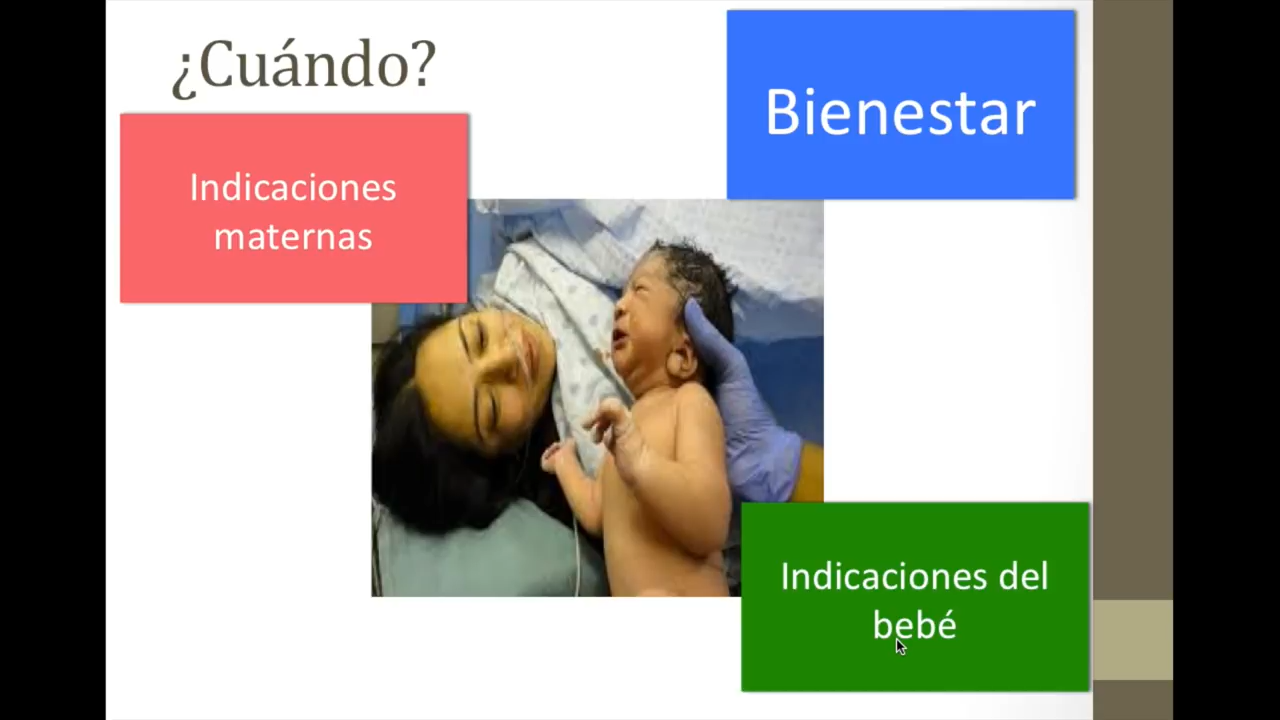 ¿Cuándo?
Bienestar
Indicaciones
maternas
Indicaciones del
bebé